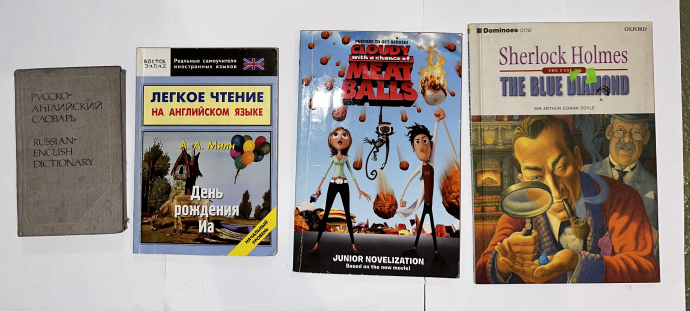 РУССКО-
АНГЛИЙСКИЙ
СЛОВАРЬ
RUSSIAN-
ENGLISH
DICTIONARY
ВОСТОК
ЗАПАД
Реальные самоучители
иностранных языков
ЛЕГКОЕ ЧТЕНИЕ
НА АНГЛИЙСКОМ ЯЗЫКЕ
А. А. Милн
День
рождения
Иа
НАЧАЛЬНЫЙ
УРОВЕНЬ
PREPARE TO GET SERVED!
CLOUDY
with a chance of
MEAT
BALLS
JUNIOR NOVELIZATION
Based on the new movie!
Dominoes one
OXFORD
Sherlock Holmes
THE CASE OF
THE BLUE DIAMOND
SIR ARTHUR CONAN DOYLE